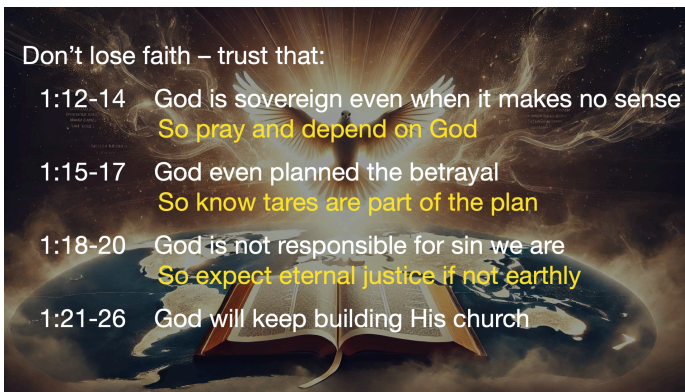 Don't lose faith – trust that:
1:12-14 God is sovereign even when it makes no sense
So pray and depend on God
1:15-17 God even planned the betrayal
So know tares are part of the plan
1:18-20 God is not responsible for sin we are
So expect eternal justice if not earthly
1:21-26 God will keep building His church